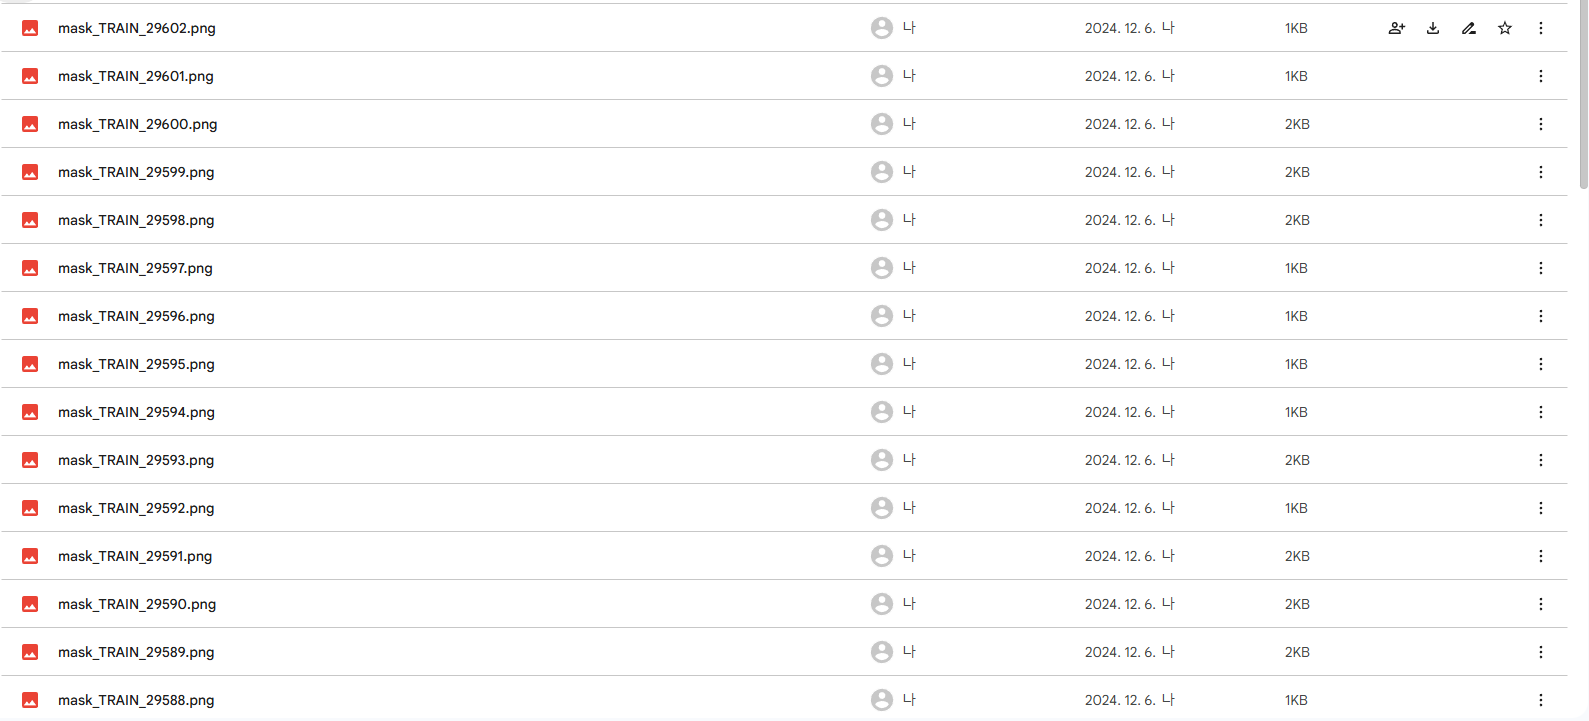 mask_TRAIN_29602.png 나 2024. 12. 6. 나 1KB
mask_TRAIN_29601.png 나 2024. 12. 6. 나 1KB
mask_TRAIN_29600.png 나 2024. 12. 6. 나 2KB
mask_TRAIN_29599.png 나 2024. 12. 6. 나 2KB
mask_TRAIN_29598.png 나 2024. 12. 6. 나 2KB
mask_TRAIN_29597.png 나 2024. 12. 6. 나 1KB
mask_TRAIN_29596.png 나 2024. 12. 6. 나 1KB
mask_TRAIN_29595.png 나 2024. 12. 6. 나 1KB
mask_TRAIN_29594.png 나 2024. 12. 6. 나 1KB
mask_TRAIN_29593.png 나 2024. 12. 6. 나 2KB
mask_TRAIN_29592.png 나 2024. 12. 6. 나 1KB
mask_TRAIN_29591.png 나 2024. 12. 6. 나 2KB
mask_TRAIN_29590.png 나 2024. 12. 6. 나 2KB
mask_TRAIN_29589.png 나 2024. 12. 6. 나 2KB
mask_TRAIN_29588.png 나 2024. 12. 6. 나 1KB